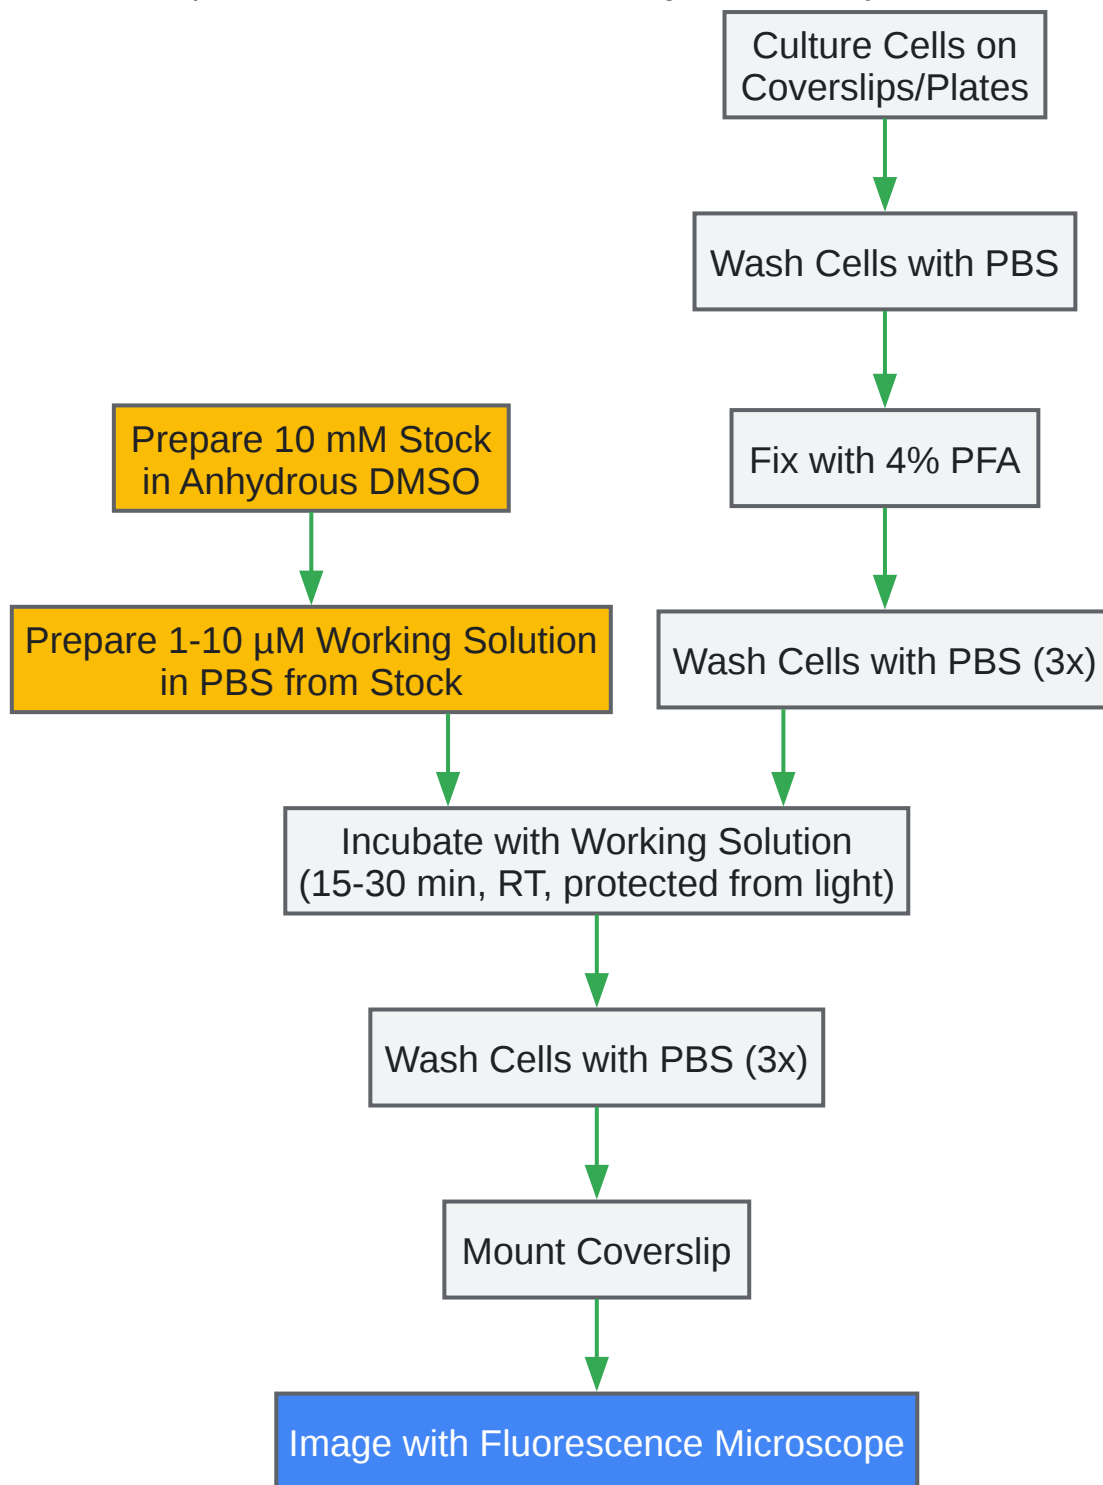 Culture Cells on
Coverslips/Plates
Wash Cells with PBS
Prepare 10 mM Stock
in Anhydrous DMSO
Fix with 4% PFA
Prepare 1-10 µM Working Solution
in PBS from Stock
Wash Cells with PBS (3x)
Incubate with Working Solution
(15-30 min, RT, protected from light)
Wash Cells with PBS (3x)
Mount Coverslip
Image with Fluorescence Microscope